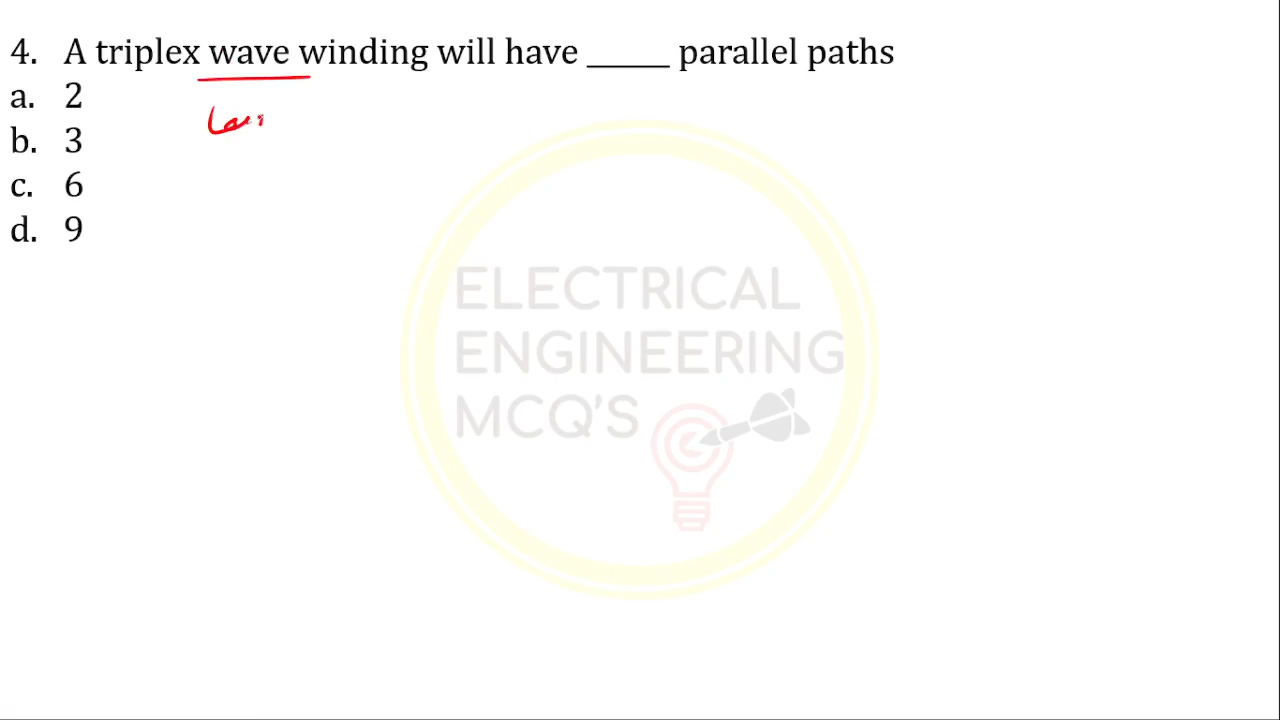 4. A triplex wave winding will have _____ parallel paths
a. 2
b. 3
c. 6
d. 9
ELECTRICAL
ENGINEERING
MCQ'S